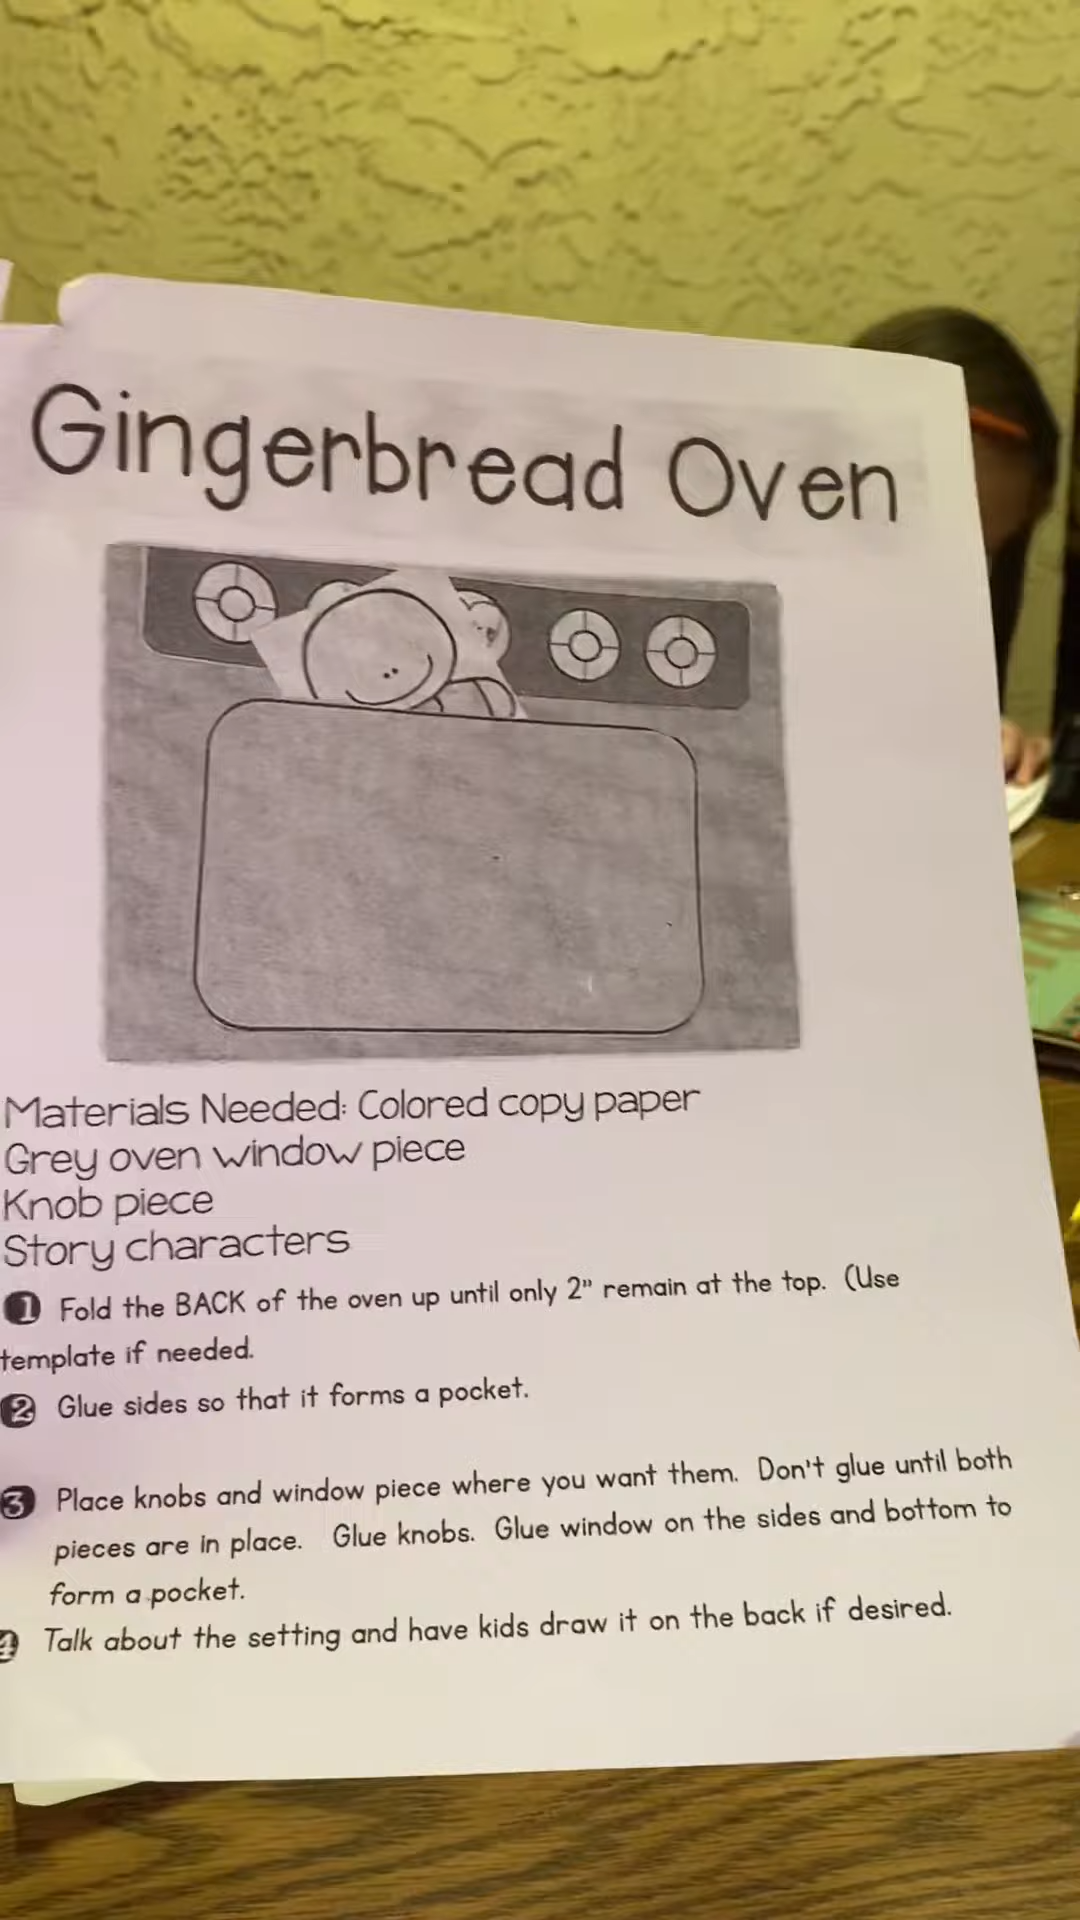 Gingerbread Oven
Materials Needed: Colored copy paper
Grey oven window piece
Knob piece
Story characters
1 Fold the BACK of the oven up until only 2" remain at the top. (Use
template if needed.
2 Glue sides so that it forms a pocket.
3 Place knobs and window piece where you want them. Don't glue until both
pieces are in place. Glue knobs. Glue window on the sides and bottom to
form a pocket.
4 Talk about the setting and have kids draw it on the back if desired.